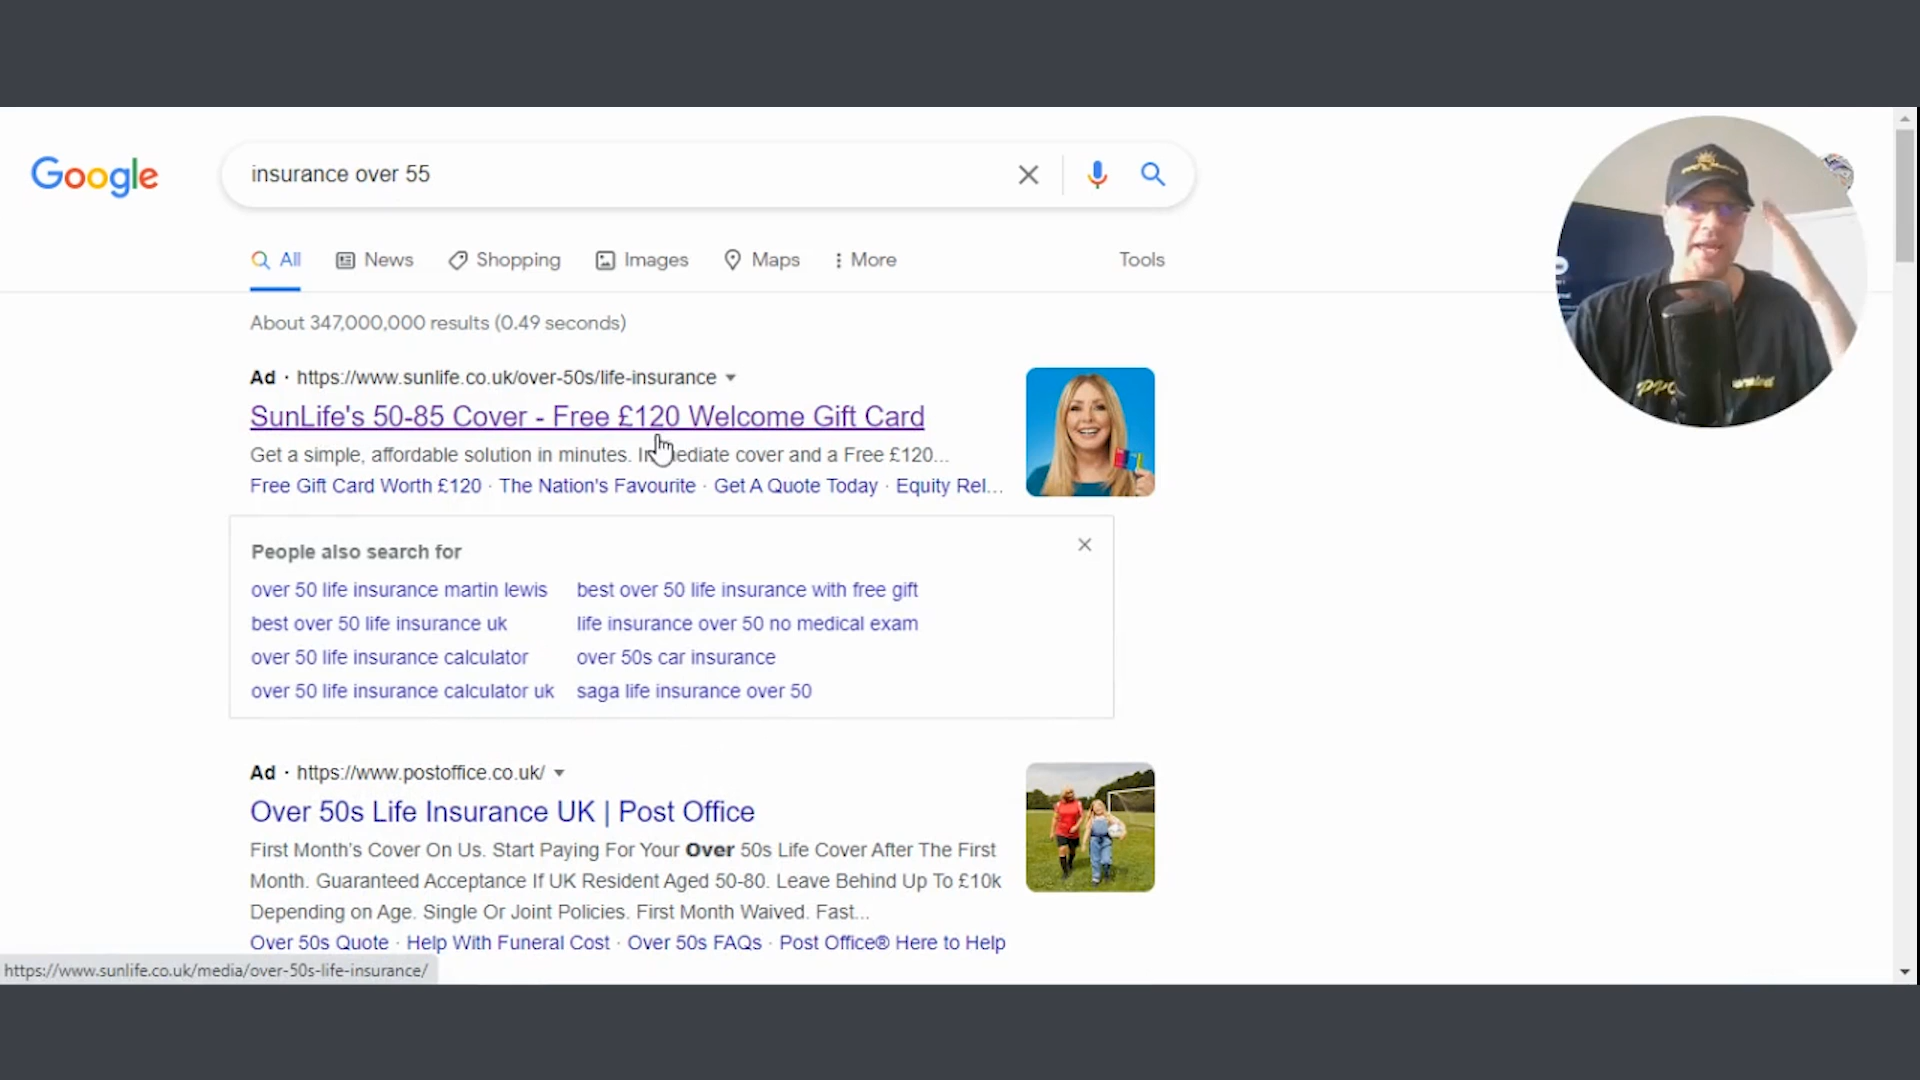 Google
insurance over 55
All
News
Shopping
Images
Maps
More
Tools
About 347,000,000 results (0.49 seconds)
Ad · https://www.sunlife.co.uk/over-50s/life-insurance
SunLife's 50-85 Cover - Free £120 Welcome Gift Card
Get a simple, affordable solution in minutes. Immediate cover and a Free £120...
Free Gift Card Worth £120 · The Nation's Favourite · Get A Quote Today · Equity Rel...
People also search for
over 50 life insurance martin lewis
best over 50 life insurance with free gift
best over 50 life insurance uk
life insurance over 50 no medical exam
over 50 life insurance calculator
over 50s car insurance
over 50 life insurance calculator uk
saga life insurance over 50
Ad · https://www.postoffice.co.uk/
Over 50s Life Insurance UK | Post Office
First Month's Cover On Us. Start Paying For Your Over 50s Life Cover After The First
Month. Guaranteed Acceptance If UK Resident Aged 50-80. Leave Behind Up To £10k
Depending on Age. Single Or Joint Policies. First Month Waived. Fast...
Over 50s Quote · Help With Funeral Cost · Over 50s FAQs · Post Office® Here to Help
https://www.sunlife.co.uk/media/over-50s-life-insurance/